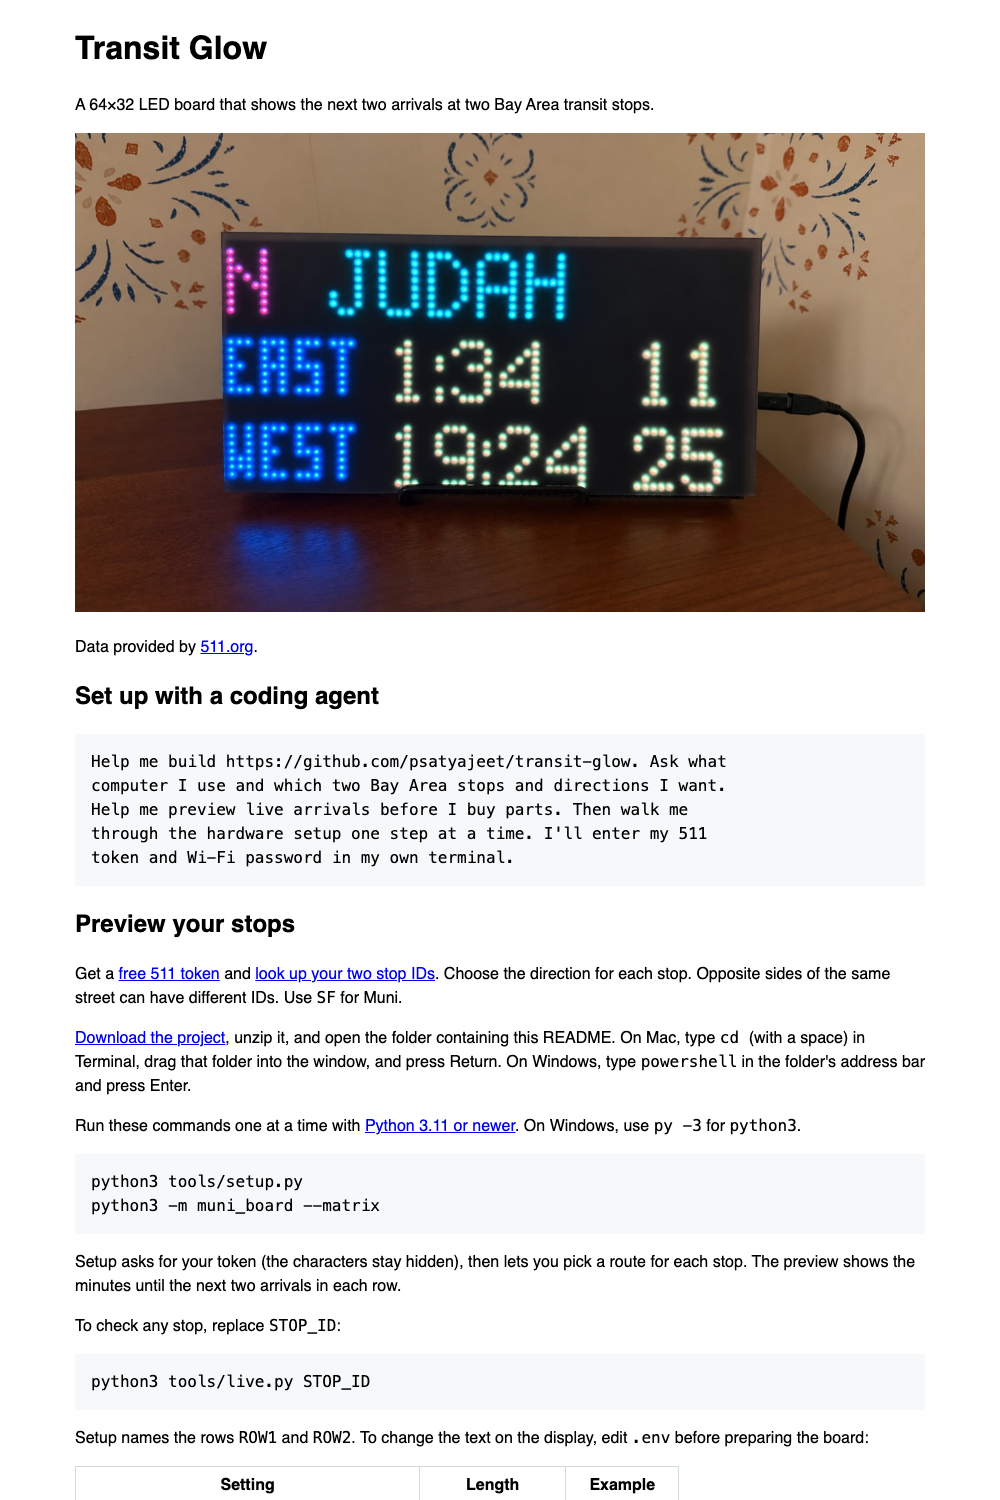 Transit Glow
A 64×32 LED board that shows the next two arrivals at two Bay Area transit stops.
N JUDAH
EAST 1:34 11
WEST 19:24 25
Data provided by 511.org.
Set up with a coding agent
Help me build https://github.com/psatyajeet/transit-glow. Ask what
computer I use and which two Bay Area stops and directions I want.
Help me preview live arrivals before I buy parts. Then walk me
through the hardware setup one step at a time. I'll enter my 511
token and Wi-Fi password in my own terminal.
Preview your stops
Get a free 511 token and look up your two stop IDs. Choose the direction for each stop. Opposite sides of the same
street can have different IDs. Use SF for Muni.
Download the project, unzip it, and open the folder containing this README. On Mac, type cd (with a space) in
Terminal, drag that folder into the window, and press Return. On Windows, type powershell in the folder's address bar
and press Enter.
Run these commands one at a time with Python 3.11 or newer. On Windows, use py -3 for python3.
python3 tools/setup.py
python3 -m muni_board --matrix
Setup asks for your token (the characters stay hidden), then lets you pick a route for each stop. The preview shows the
minutes until the next two arrivals in each row.
To check any stop, replace STOP_ID:
python3 tools/live.py STOP_ID
Setup names the rows ROW1 and ROW2. To change the text on the display, edit .env before preparing the board:
Setting Length Example